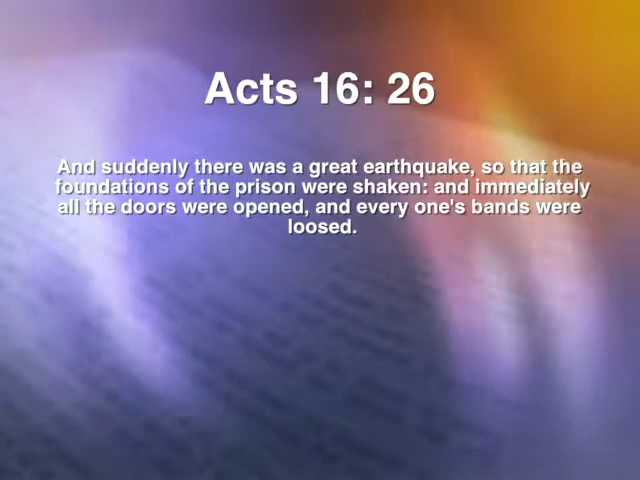 Acts 16: 26
And suddenly there was a great earthquake, so that the
foundations of the prison were shaken: and immediately
all the doors were opened, and every one's bands were
loosed.